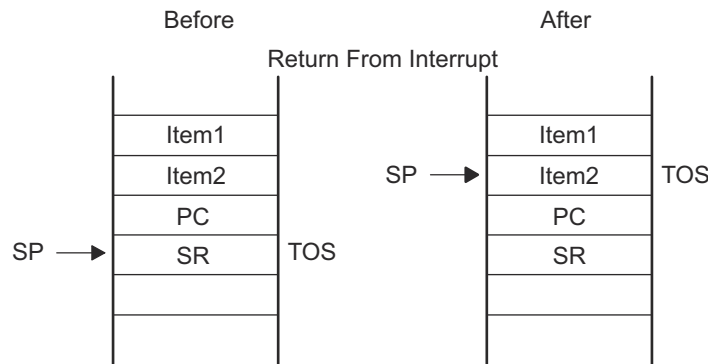 Before After
Return From Interrupt
Item1 Item1
Item2 SP Item2 TOS
PC PC
SP SR TOS SR